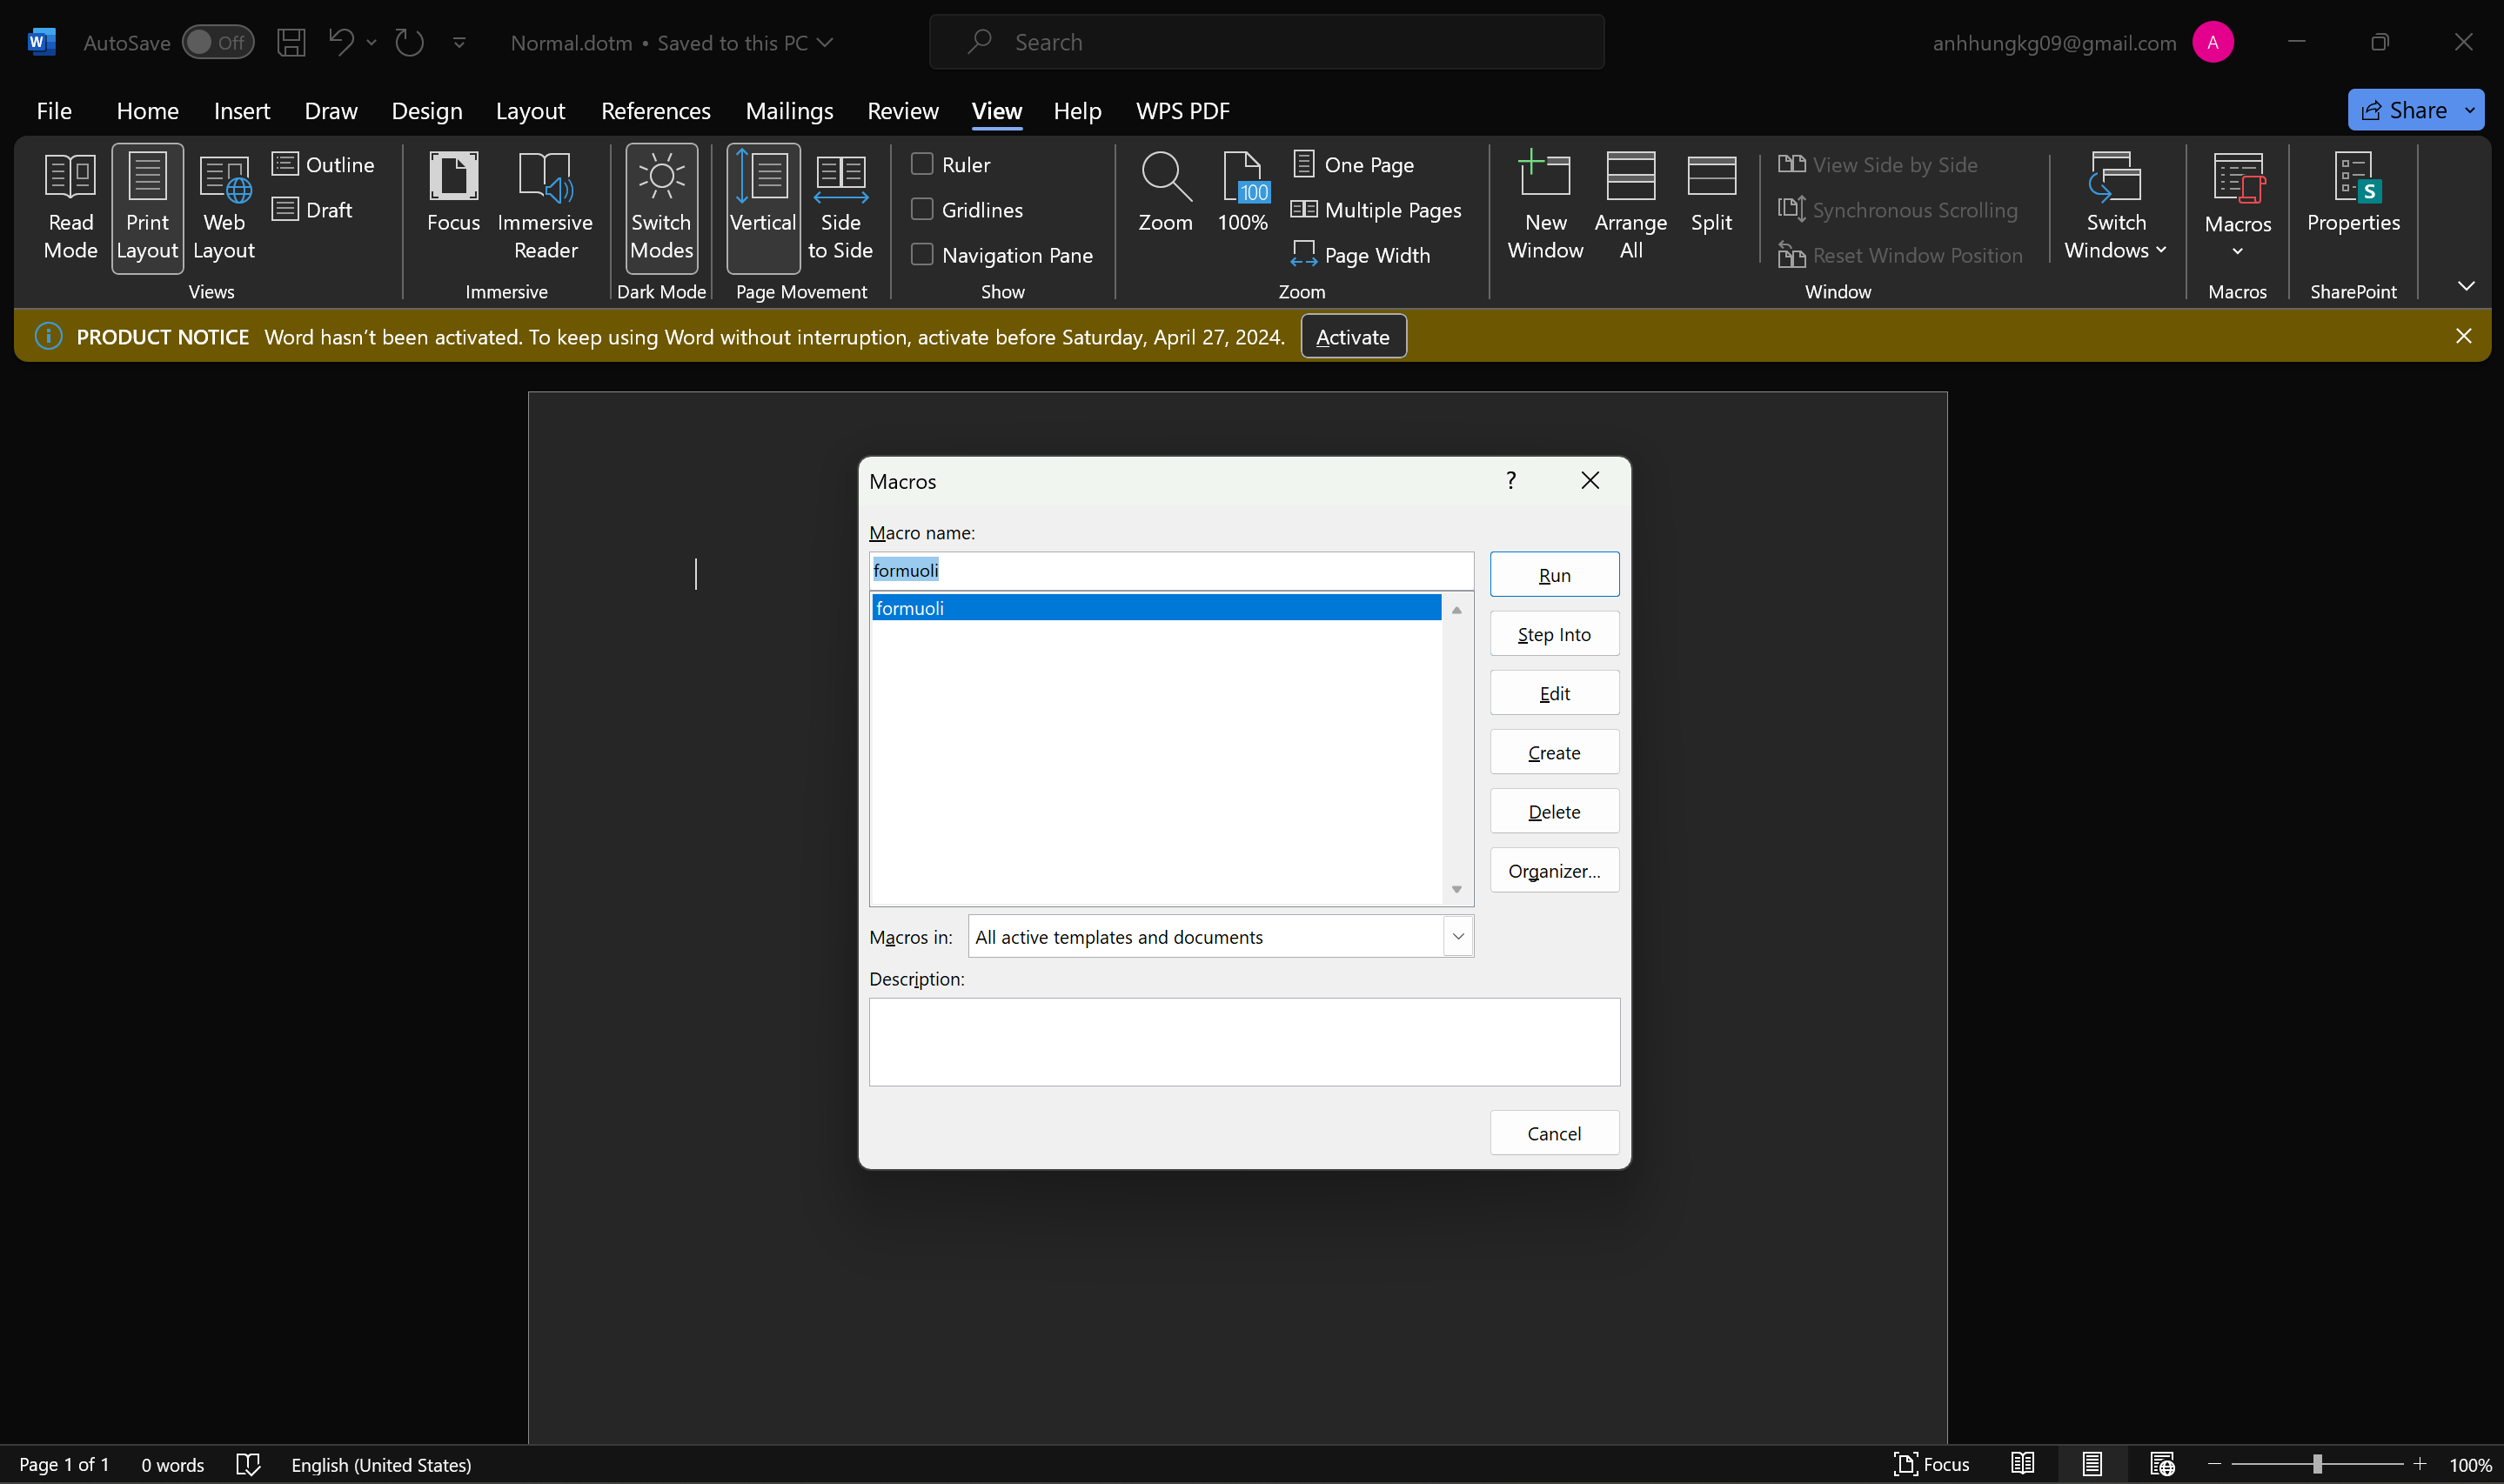 AutoSave Off Normal.dotm • Saved to this PC Search anhhungkg09@gmail.com A
File Home Insert Draw Design Layout References Mailings Review View Help WPS PDF Share
Read Mode
Print Layout
Web Layout
Outline
Draft
Views
Focus
Immersive Reader
Immersive
Switch Modes
Dark Mode
Vertical
Side to Side
Page Movement
Ruler
Gridlines
Navigation Pane
Show
Zoom
100
100%
One Page
Multiple Pages
Page Width
Zoom
New Window
Arrange All
Split
View Side by Side
Synchronous Scrolling
Reset Window Position
Switch Windows
Window
Macros
Macros
Properties
SharePoint
PRODUCT NOTICE Word hasn’t been activated. To keep using Word without interruption, activate before Saturday, April 27, 2024. Activate
Macros ?
Macro name:
formuoli
formuoli
Run
Step Into
Edit
Create
Delete
Organizer...
Macros in: All active templates and documents
Description:
Cancel
Page 1 of 1 0 words English (United States) Focus 100%